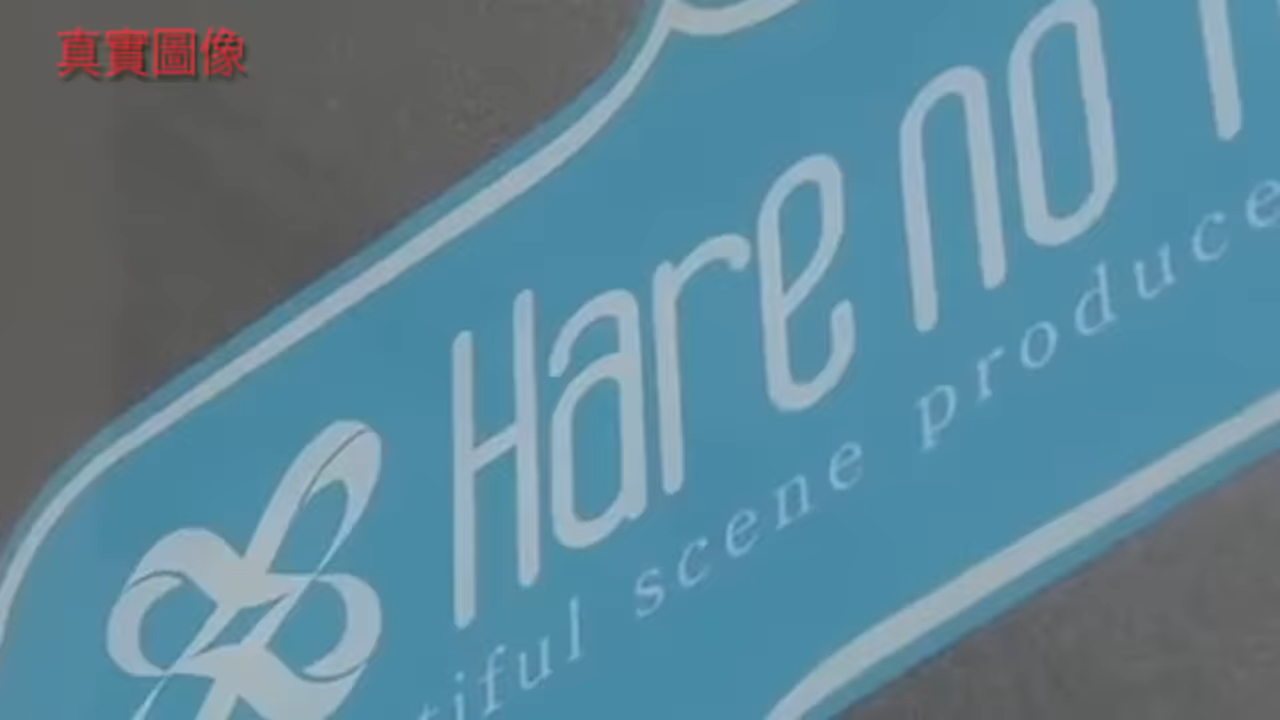 真實圖像
Hare no
tiful scene produce